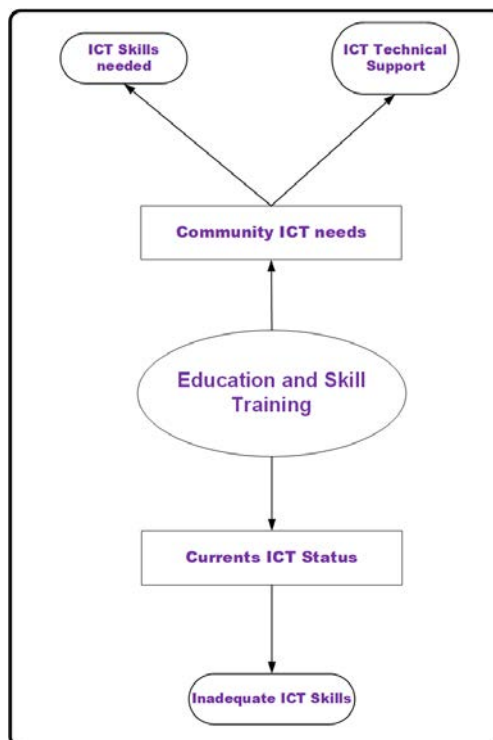 ICT Skills
needed
ICT Technical
Support
Community ICT needs
Education and Skill
Training
Currents ICT Status
Inadequate ICT Skills